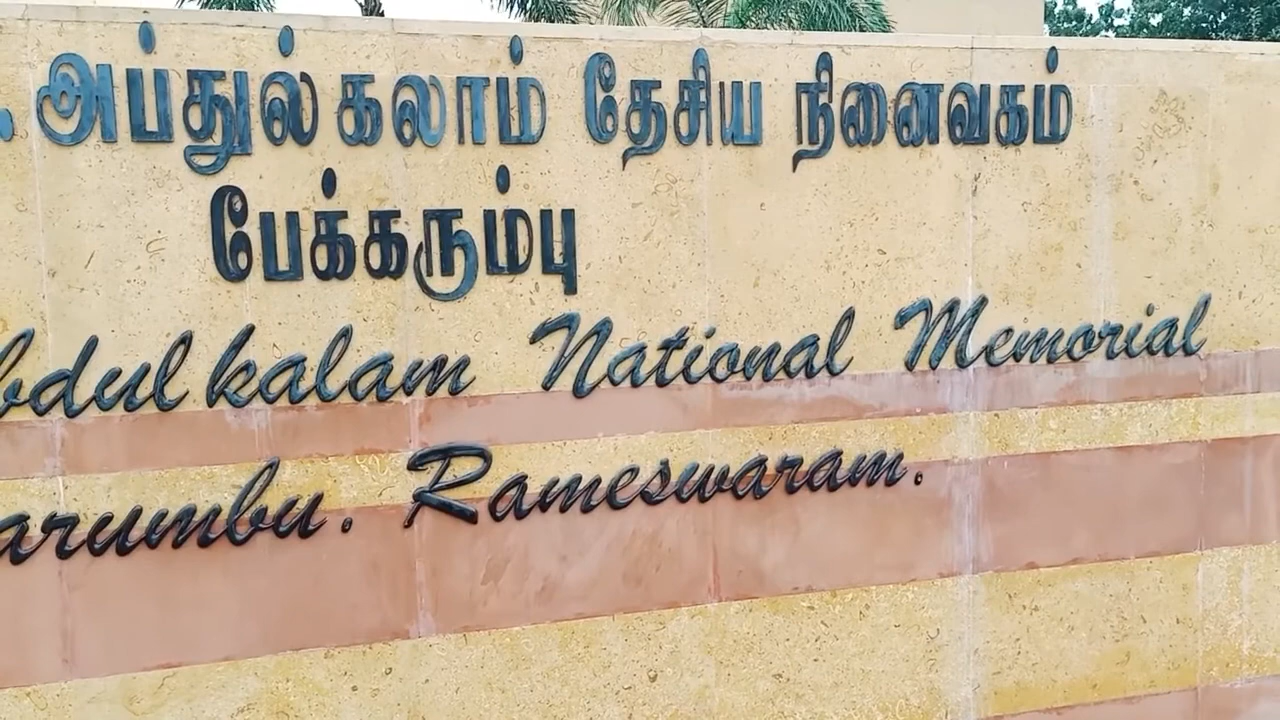 . அப்துல் கலாம் தேசிய நினைவகம்
பேக்கரும்பு
bdul kalam National Memorial
arumbu. Rameswaram.